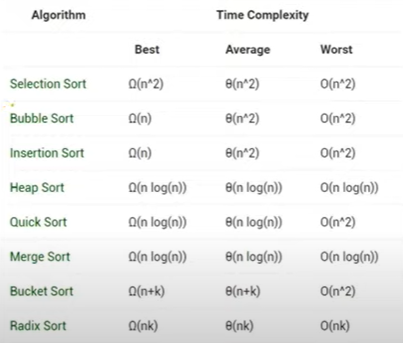 Algorithm Time Complexity
Best Average Worst
Selection Sort Ω(n^2) θ(n^2) O(n^2)
Bubble Sort Ω(n) θ(n^2) O(n^2)
Insertion Sort Ω(n) θ(n^2) O(n^2)
Heap Sort Ω(n log(n)) θ(n log(n)) O(n log(n))
Quick Sort Ω(n log(n)) θ(n log(n)) O(n^2)
Merge Sort Ω(n log(n)) θ(n log(n)) O(n log(n))
Bucket Sort Ω(n+k) θ(n+k) O(n^2)
Radix Sort Ω(nk) θ(nk) O(nk)